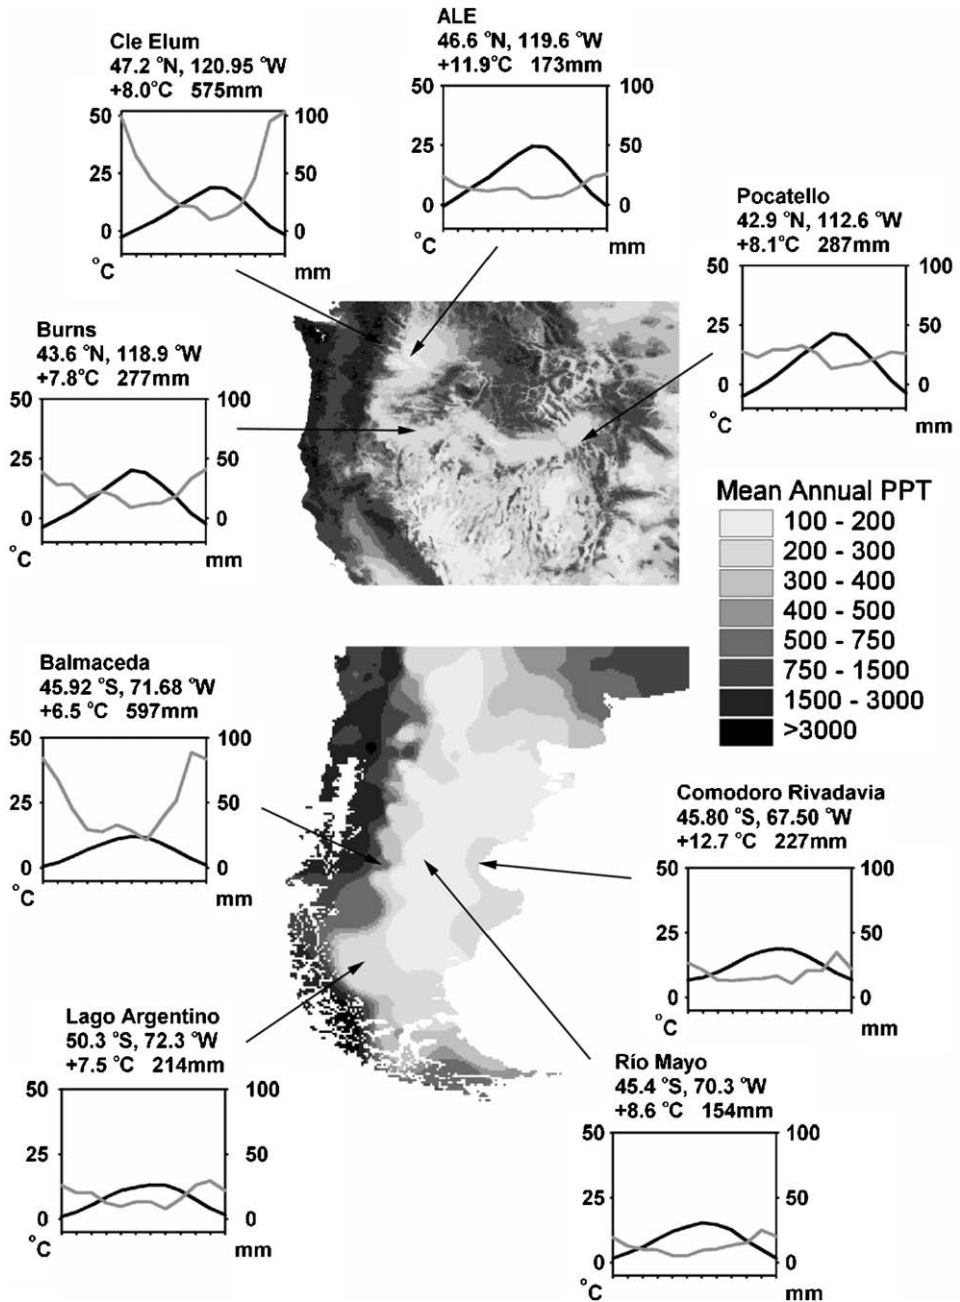 Cle Elum
47.2 °N, 120.95 °W
+8.0°C 575mm
50
25
0
100
50
0
°C
mm
ALE
46.6 °N, 119.6 °W
+11.9°C 173mm
50
25
0
100
50
0
°C
mm
Pocatello
42.9 °N, 112.6 °W
+8.1°C 287mm
50
25
0
100
50
0
°C
mm
Burns
43.6 °N, 118.9 °W
+7.8°C 277mm
50
25
0
100
50
0
°C
mm
Mean Annual PPT
100 - 200
200 - 300
300 - 400
400 - 500
500 - 750
750 - 1500
1500 - 3000
>3000
Balmaceda
45.92 °S, 71.68 °W
+6.5 °C 597mm
50
25
0
100
50
0
°C
mm
Comodoro Rivadavia
45.80 °S, 67.50 °W
+12.7 °C 227mm
50
25
0
100
50
0
°C
mm
Lago Argentino
50.3 °S, 72.3 °W
+7.5 °C 214mm
50
25
0
100
50
0
°C
mm
Río Mayo
45.4 °S, 70.3 °W
+8.6 °C 154mm
50
25
0
100
50
0
°C
mm